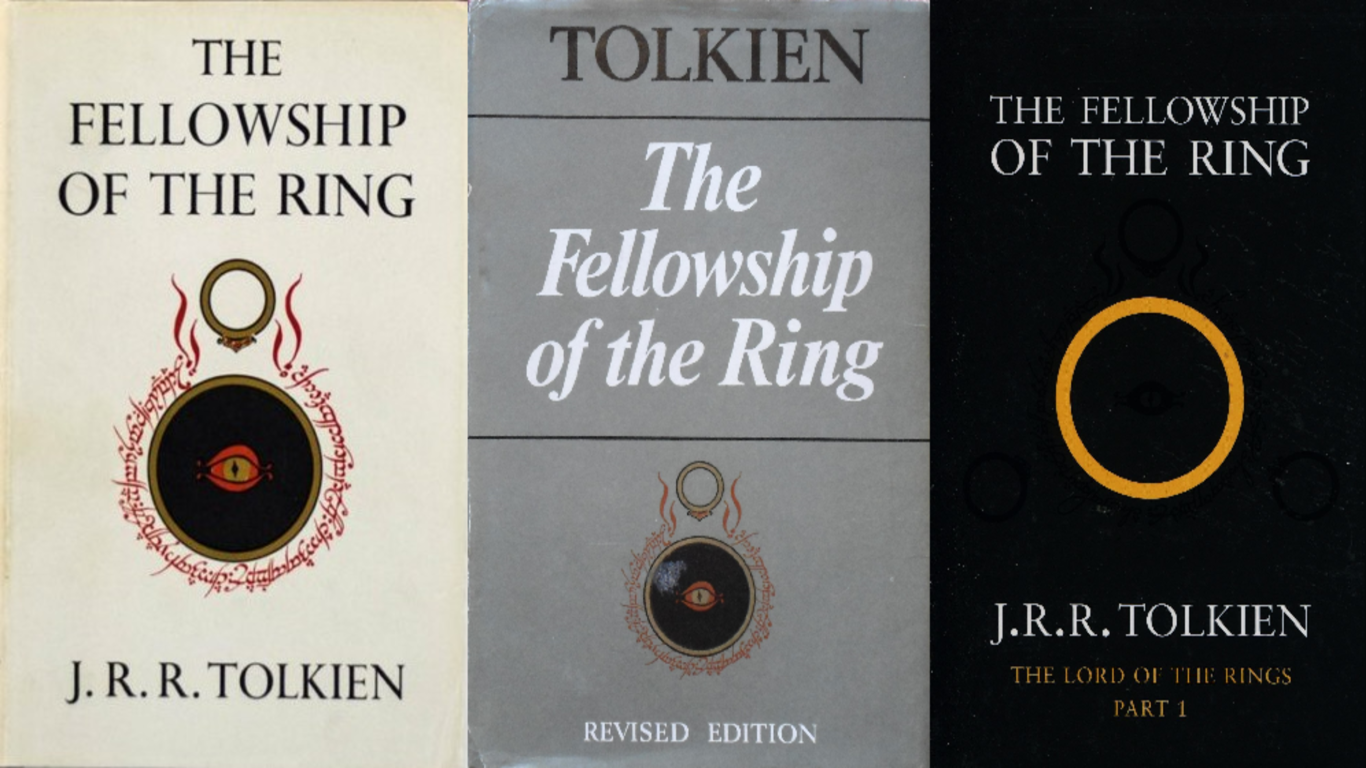 THE
FELLOWSHIP
OF THE RING
J. R. R. TOLKIEN
TOLKIEN
The
Fellowship
of the Ring
REVISED EDITION
THE FELLOWSHIP
OF THE RING
J.R.R. TOLKIEN
THE LORD OF THE RINGS
PART 1